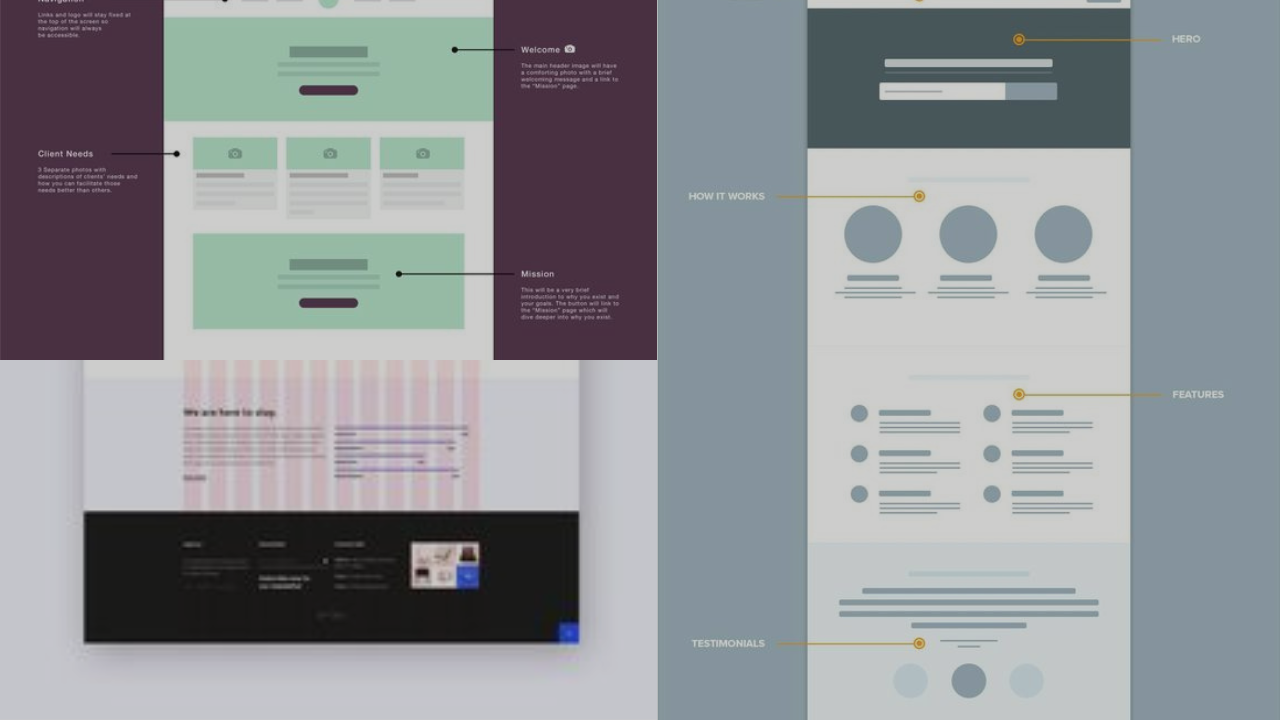 Navigation
Links and logo will stay fixed at
the top of the screen so
navigation will always
be accessible.
Welcome
The main header image will have
a comforting photo with a brief
welcoming message and a link to
the "Mission" page.
Client Needs
3 Separate photos with
descriptions of clients' needs and
how you can facilitate those
needs better than others.
Mission
This will be a very brief
introduction to why you exist and
your goals. The button will link to
the "Mission" page which will
dive deeper into why you exist.
We are here to stay.
HERO
HOW IT WORKS
FEATURES
TESTIMONIALS